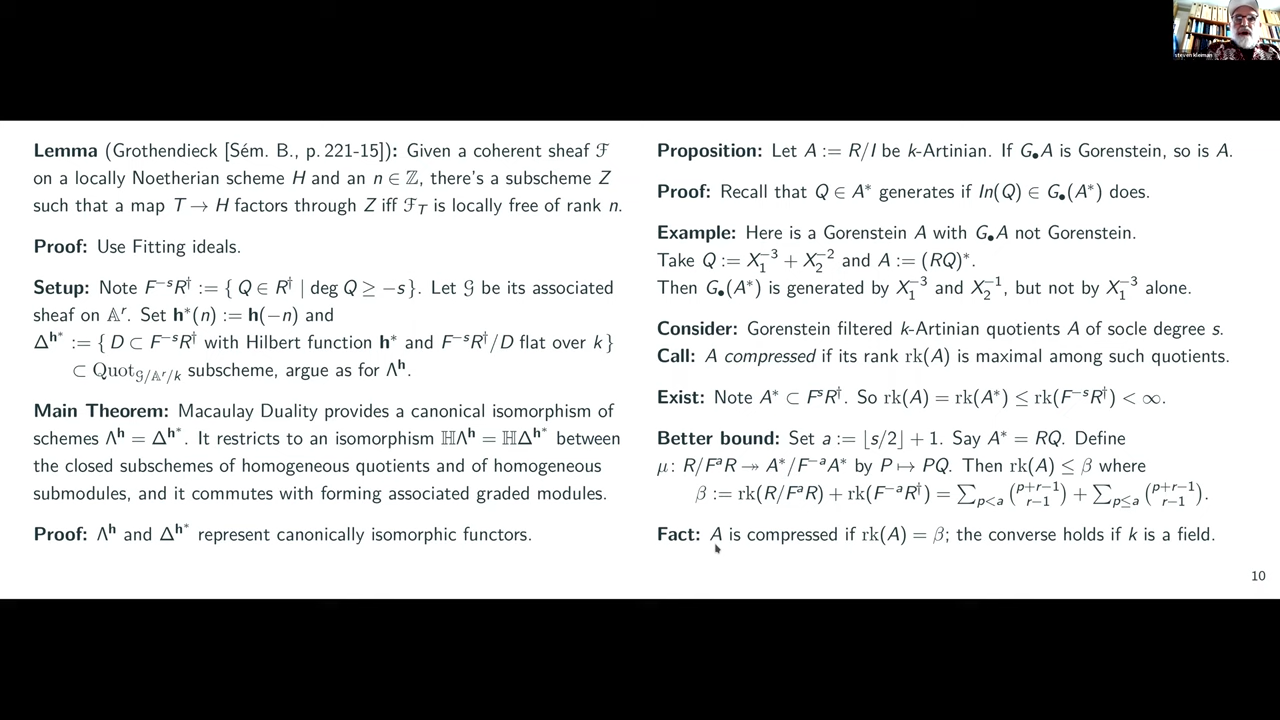 steven kleiman
Lemma (Grothendieck [Sém. B., p. 221-15]): Given a coherent sheaf ℱ
on a locally Noetherian scheme H and an n ∈ ℤ, there's a subscheme Z
such that a map T → H factors through Z iff ℱ_T is locally free of rank n.
Proof: Use Fitting ideals.
Setup: Note F^{−s}R^† := { Q ∈ R^† | deg Q ≥ −s}. Let 𝒢 be its associated
sheaf on 𝔸^r. Set h*(n) := h(−n) and
Δ^{h*} := { D ⊂ F^{−s}R^† with Hilbert function h* and F^{−s}R^†/D flat over k }
⊂ Quot_{𝒢/𝔸^r/k} subscheme, argue as for Λ^h.
Main Theorem: Macaulay Duality provides a canonical isomorphism of
schemes Λ^h = Δ^{h*}. It restricts to an isomorphism ℍΛ^h = ℍΔ^{h*} between
the closed subschemes of homogeneous quotients and of homogeneous
submodules, and it commutes with forming associated graded modules.
Proof: Λ^h and Δ^{h*} represent canonically isomorphic functors.
Proposition: Let A := R/I be k-Artinian. If G_•A is Gorenstein, so is A.
Proof: Recall that Q ∈ A* generates if In(Q) ∈ G_•(A*) does.
Example: Here is a Gorenstein A with G_•A not Gorenstein.
Take Q := X_1^{−3} + X_2^{−2} and A := (RQ)*.
Then G_•(A*) is generated by X_1^{−3} and X_2^{−1}, but not by X_1^{−3} alone.
Consider: Gorenstein filtered k-Artinian quotients A of socle degree s.
Call: A compressed if its rank rk(A) is maximal among such quotients.
Exist: Note A* ⊂ F^sR^†. So rk(A) = rk(A*) ≤ rk(F^{−s}R^†) < ∞.
Better bound: Set a := ⌊s/2⌋ + 1. Say A* = RQ. Define
μ: R/F^aR ↠ A*/F^{−a}A* by P ↦ PQ. Then rk(A) ≤ β where
β := rk(R/F^aR) + rk(F^{−a}R^†) = ∑_{p<a} (p+r−1 r−1) + ∑_{p≤a} (p+r−1 r−1).
Fact: A is compressed if rk(A) = β; the converse holds if k is a field.
10